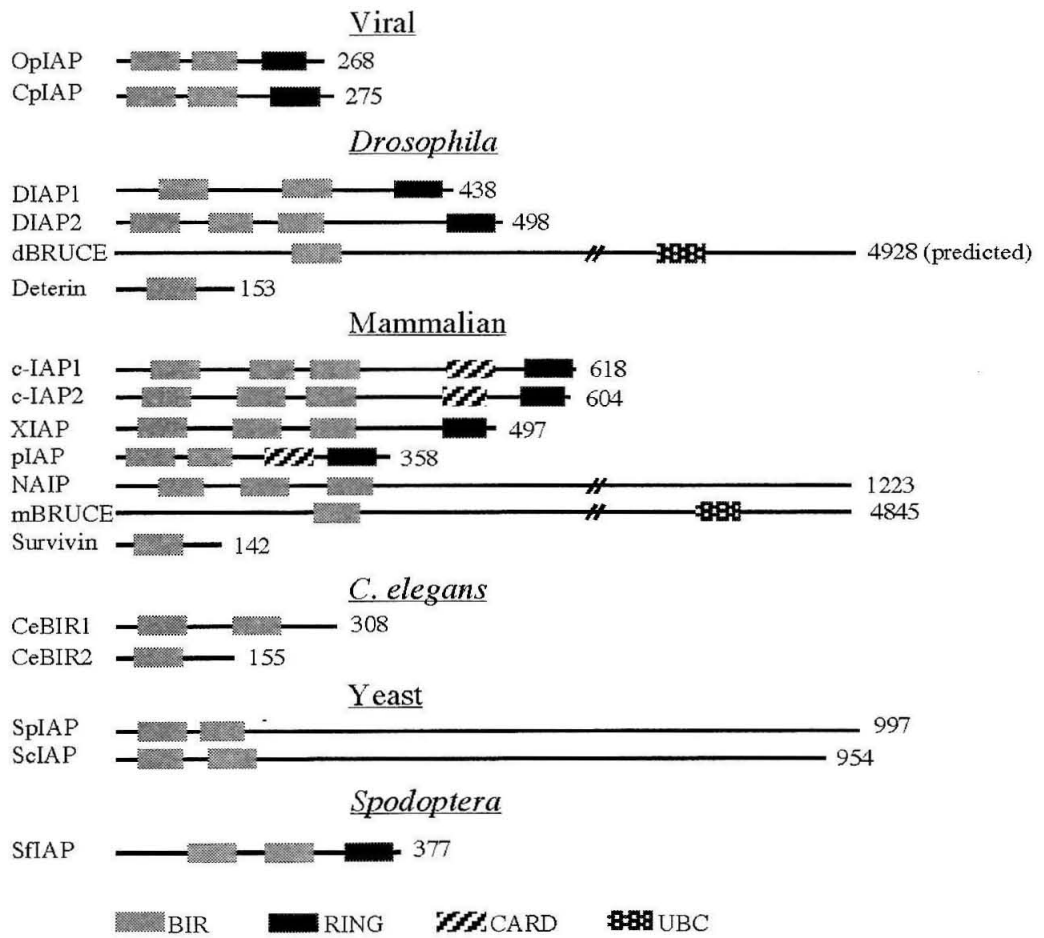 Viral
OpIAP 268
CpIAP 275
Drosophila
DIAP1 438
DIAP2 498
dBRUCE 4928 (predicted)
Deterin 153
Mammalian
c-IAP1 618
c-IAP2 604
XIAP 497
pIAP 358
NAIP 1223
mBRUCE 4845
Survivin 142
C. elegans
CeBIR1 308
CeBIR2 155
Yeast
SpIAP 997
ScIAP 954
Spodoptera
SfIAP 377
BIR RING CARD UBC